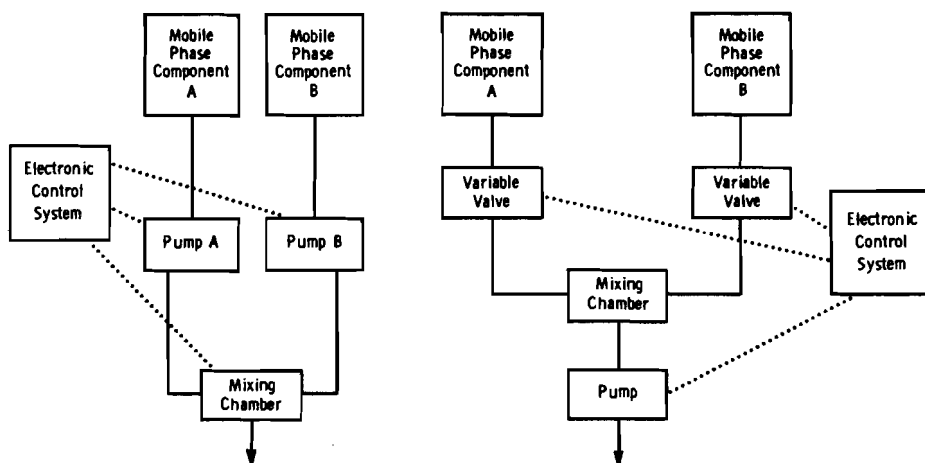 Mobile
Phase
Component
A
Mobile
Phase
Component
B
Electronic
Control
System
Pump A
Pump B
Mixing
Chamber
Mobile
Phase
Component
A
Mobile
Phase
Component
B
Variable
Valve
Variable
Valve
Electronic
Control
System
Mixing
Chamber
Pump